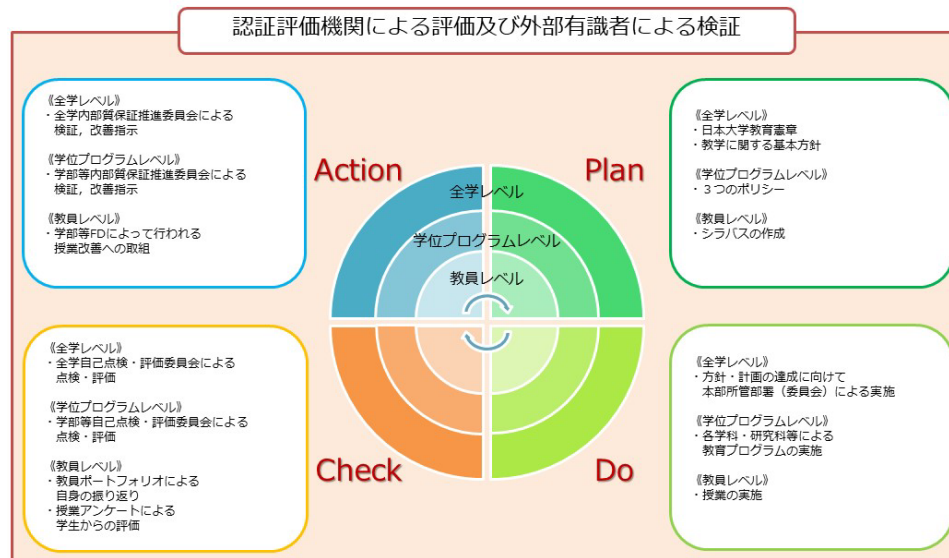 認証評価機関による評価及び外部有識者による検証
《全学レベル》
・全学内部質保証推進委員会による
検証，改善指示
《学位プログラムレベル》
・学部等内部質保証推進委員会による
検証，改善指示
《教員レベル》
・学部等FDによって行われる
授業改善への取組
Action
Plan
《全学レベル》
・日本大学教育憲章
・教学に関する基本方針
《学位プログラムレベル》
・３つのポリシー
《教員レベル》
・シラバスの作成
全学レベル
学位プログラムレベル
教員レベル
《全学レベル》
・全学自己点検・評価委員会による
点検・評価
《学位プログラムレベル》
・学部等自己点検・評価委員会による
点検・評価
《教員レベル》
・教員ポートフォリオによる
自身の振り返り
・授業アンケートによる
学生からの評価
Check
Do
《全学レベル》
・方針・計画の達成に向けて
本部所管部署（委員会）による実施
《学位プログラムレベル》
・各学科・研究科等による
教育プログラムの実施
《教員レベル》
・授業の実施